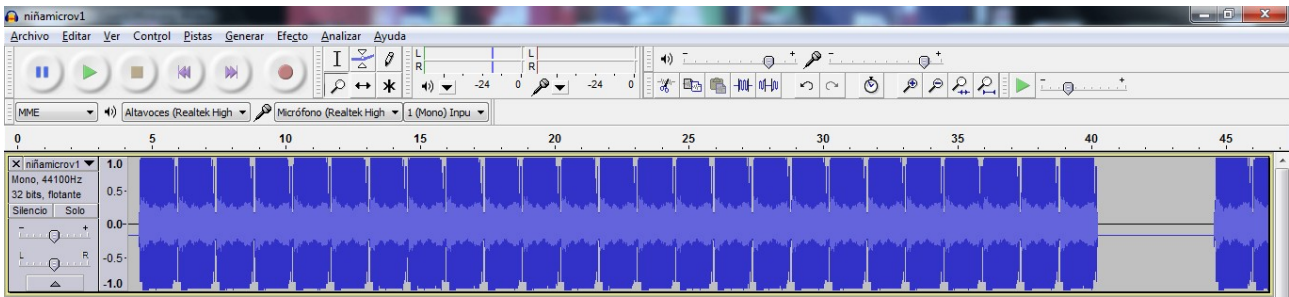 niñamicrov1
Archivo Editar Ver Control Pistas Generar Efecto Analizar Ayuda
L L
R R
-24 0 -24 0
MME Altavoces (Realtek High Micrófono (Realtek High 1 (Mono) Inpu
0 5 10 15 20 25 30 35 40 45
niñamicrov1 1.0
Mono, 44100Hz
32 bits, flotante 0.5
Silencio Solo
- + 0.0
L R -0.5
-1.0